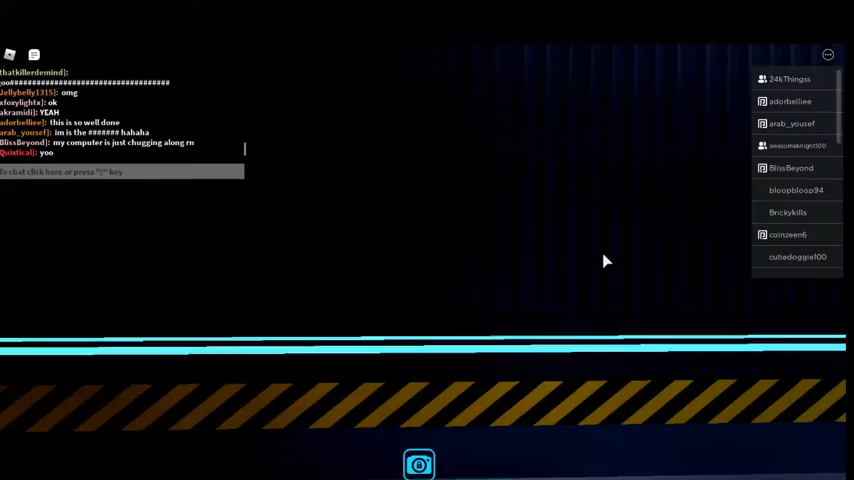 thatkillerdemind]:
goo###################################
Jellybelly1315]: omg
xfoxylightx]: ok
akramidi]: YEAH
adorbelliee]: this is so well done
arab_yousef]: im is the ####### hahaha
BlissBeyond]: my computer is just chugging along rn
Quixtical]: yoo
To chat click here or press "/" key
24kThingss
adorbelliee
arab_yousef
awesomeknight100
BlissBeyond
bloopbloop94
Brickykills
coinzeen6
cutiedoggie100